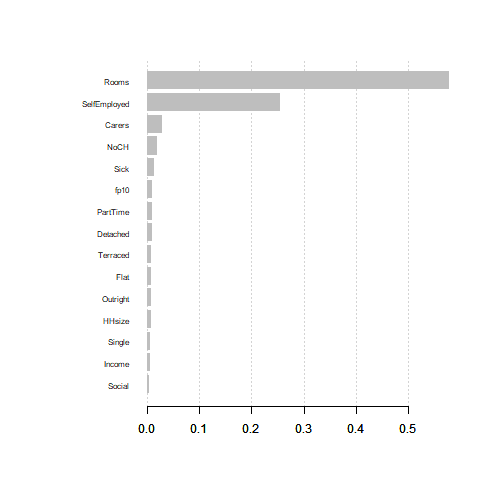 Rooms
SelfEmployed
Carers
NoCH
Sick
fp10
PartTime
Detached
Terraced
Flat
Outright
HHsize
Single
Income
Social
0.0 0.1 0.2 0.3 0.4 0.5